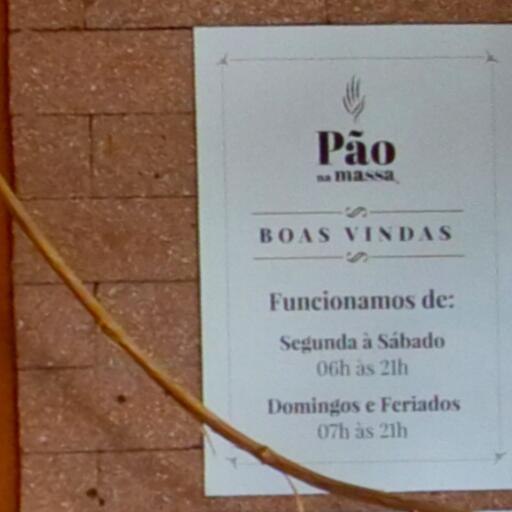 Pão
na massa
BOAS VINDAS
Funcionamos de:
Segunda à Sábado
06h às 21h
Domingos e Feriados
07h às 21h